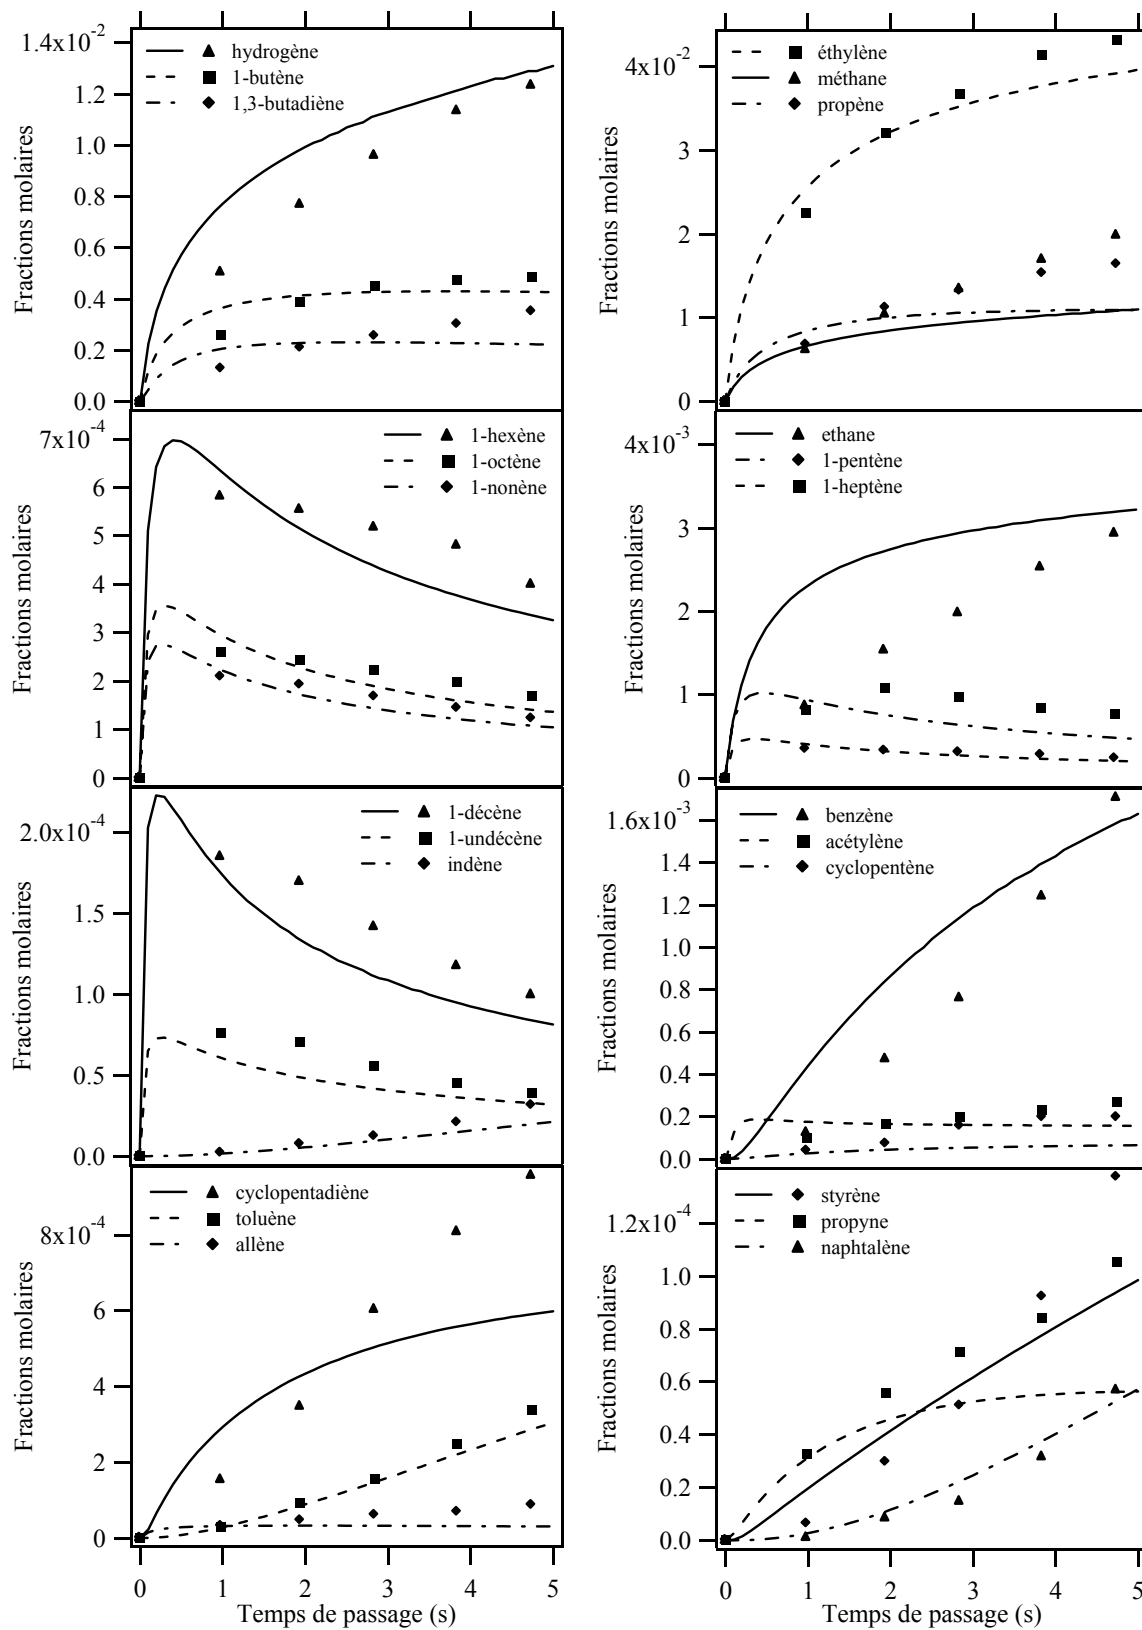 1.4x10-2
1.2
1.0
0.8
0.6
0.4
0.2
0.0
Fractions molaires
hydrogène
1-butène
1,3-butadiène
4x10-2
3
2
1
0
Fractions molaires
éthylène
méthane
propène
7x10-4
6
5
4
3
2
1
0
Fractions molaires
1-hexène
1-octène
1-nonène
4x10-3
3
2
1
0
Fractions molaires
ethane
1-pentène
1-heptène
2.0x10-4
1.5
1.0
0.5
0.0
Fractions molaires
1-décène
1-undécène
indène
1.6x10-3
1.4
1.2
1.0
0.8
0.6
0.4
0.2
0.0
Fractions molaires
benzène
acétylène
cyclopentène
8x10-4
6
4
2
0
Fractions molaires
cyclopentadiène
toluène
allène
0 1 2 3 4 5
Temps de passage (s)
1.2x10-4
1.0
0.8
0.6
0.4
0.2
0.0
Fractions molaires
styrène
propyne
naphtalène
0 1 2 3 4 5
Temps de passage (s)